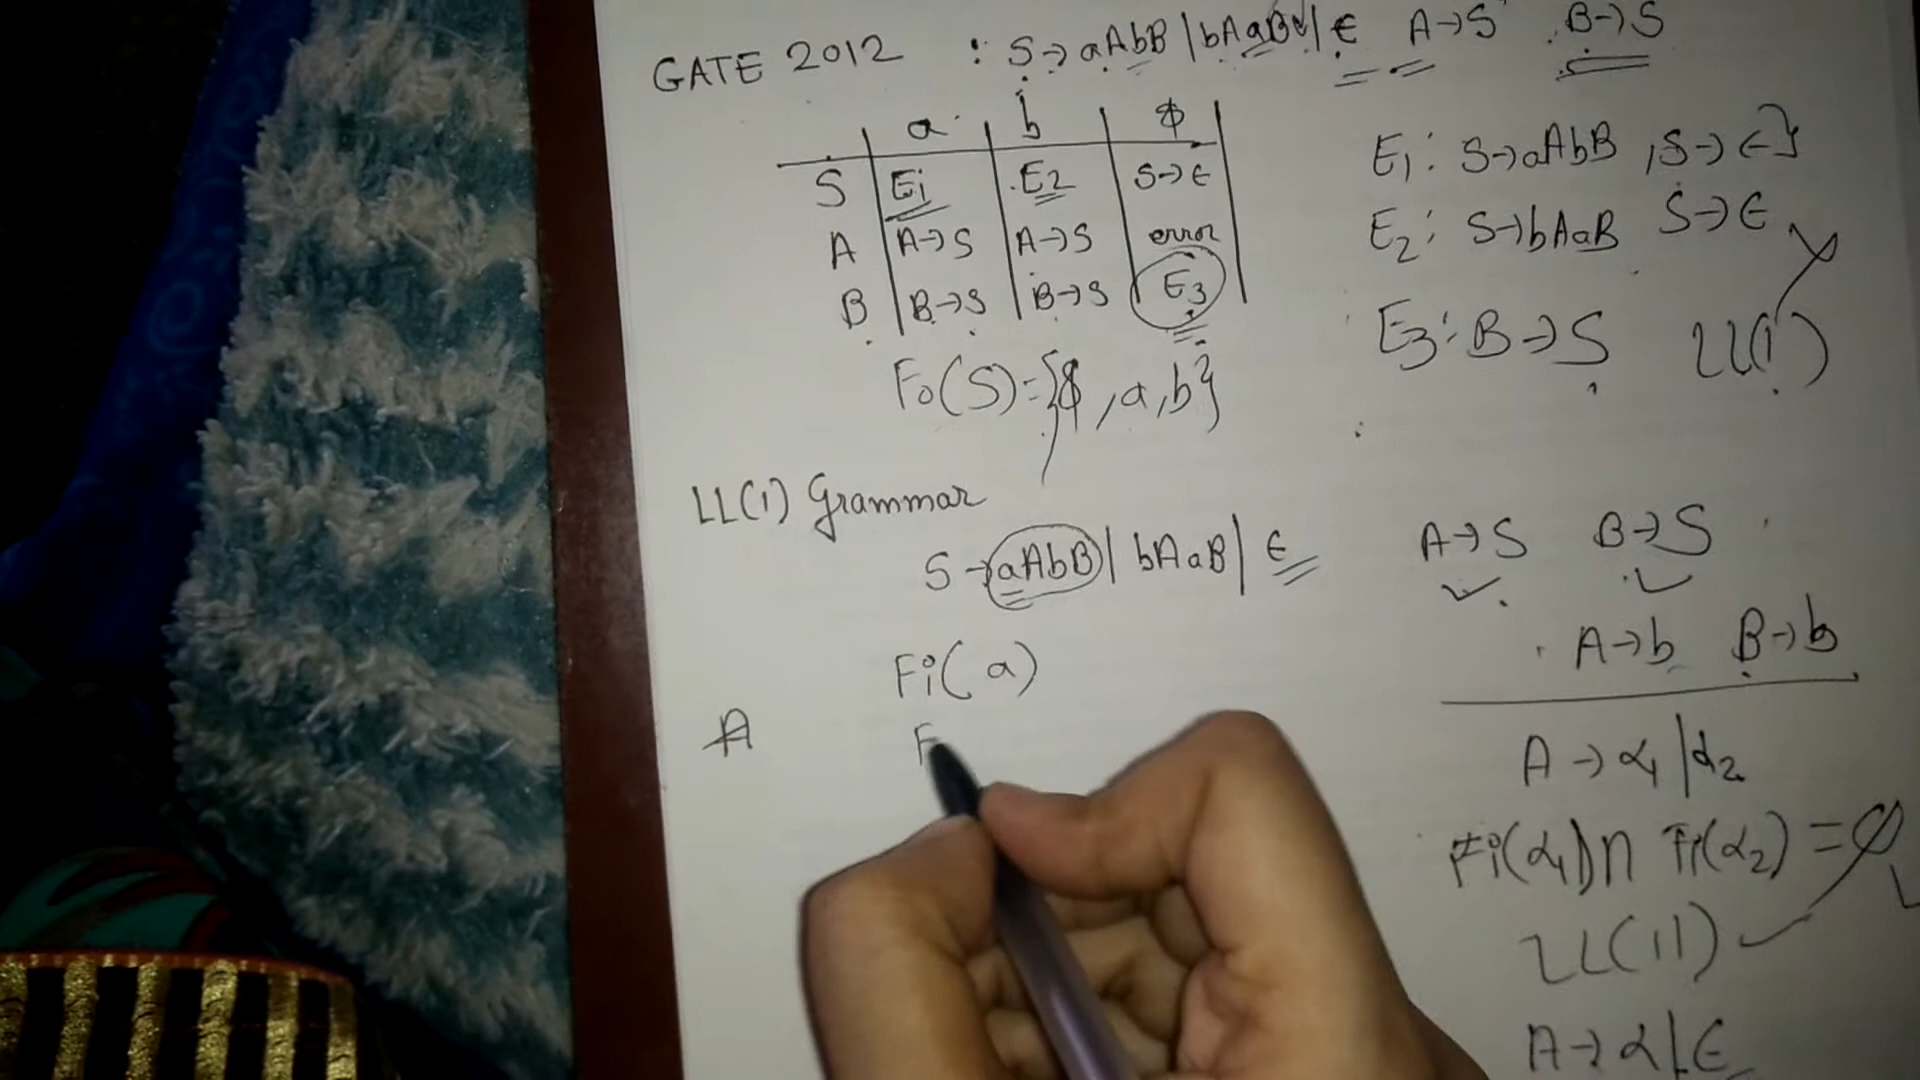 GATE 2012 : S→aAbB | bAaB | ε A→S B→S
a b $
S E1 E2 S→ε
A A→S A→S error
B B→S B→S E3
E1: S→aAbB, S→ε}
E2: S→bAaB S→ε
E3: B→S LL(1)
Fo(S)={$, a, b}
LL(1) Grammar
S→aAbB | bAaB | ε
A→S B→S
A→b B→b
Fi(a)
A F
A→α1 | α2
Fi(α1) ∩ Fi(α2) = φ
LL(1)
A→α | ε